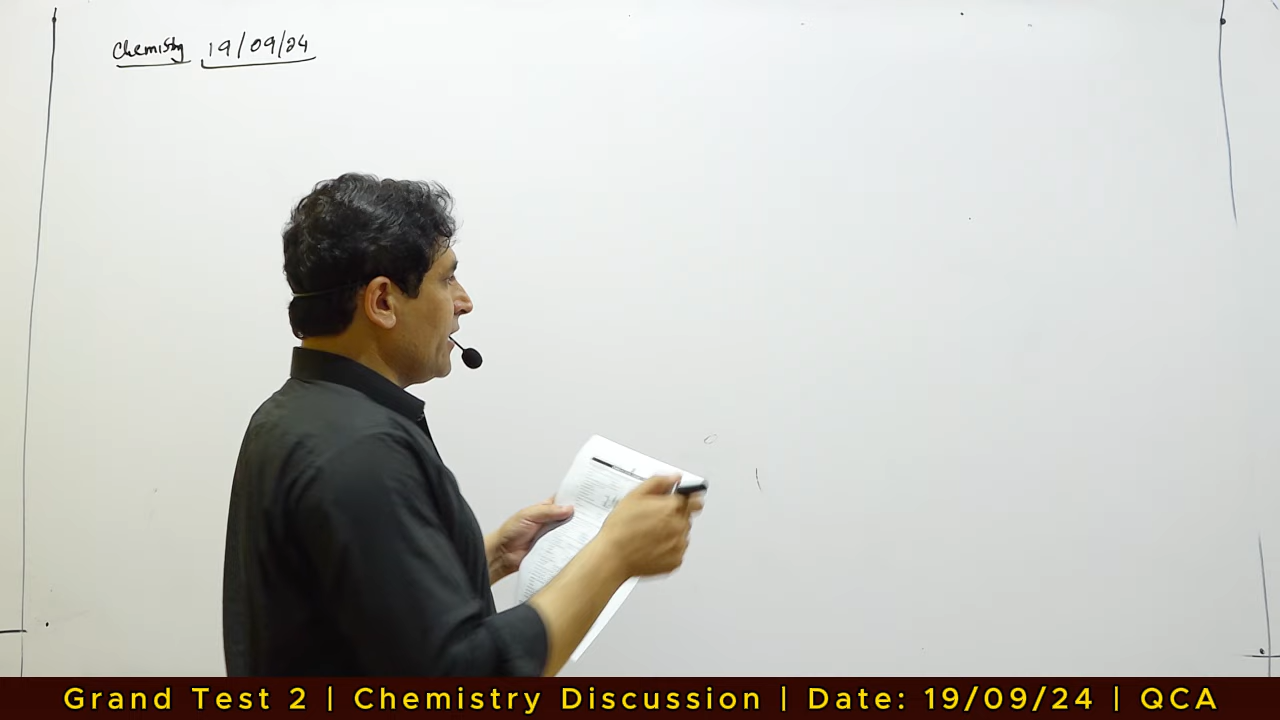 Chemistry 19/09/24
Grand Test 2 | Chemistry Discussion | Date: 19/09/24 | QCA